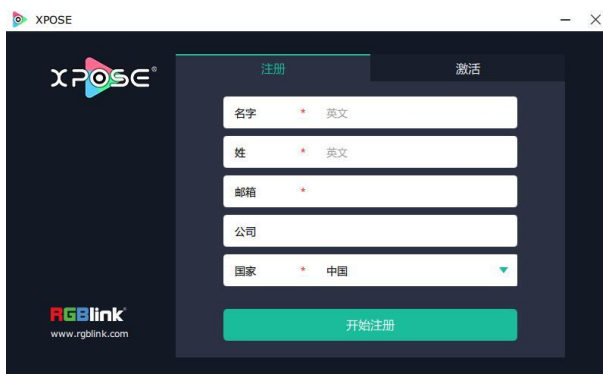 XPOSE
XPOSE®
注册
激活
名字 * 英文
姓 * 英文
邮箱 *
公司
国家 * 中国
开始注册
RGBlink®
www.rgblink.com